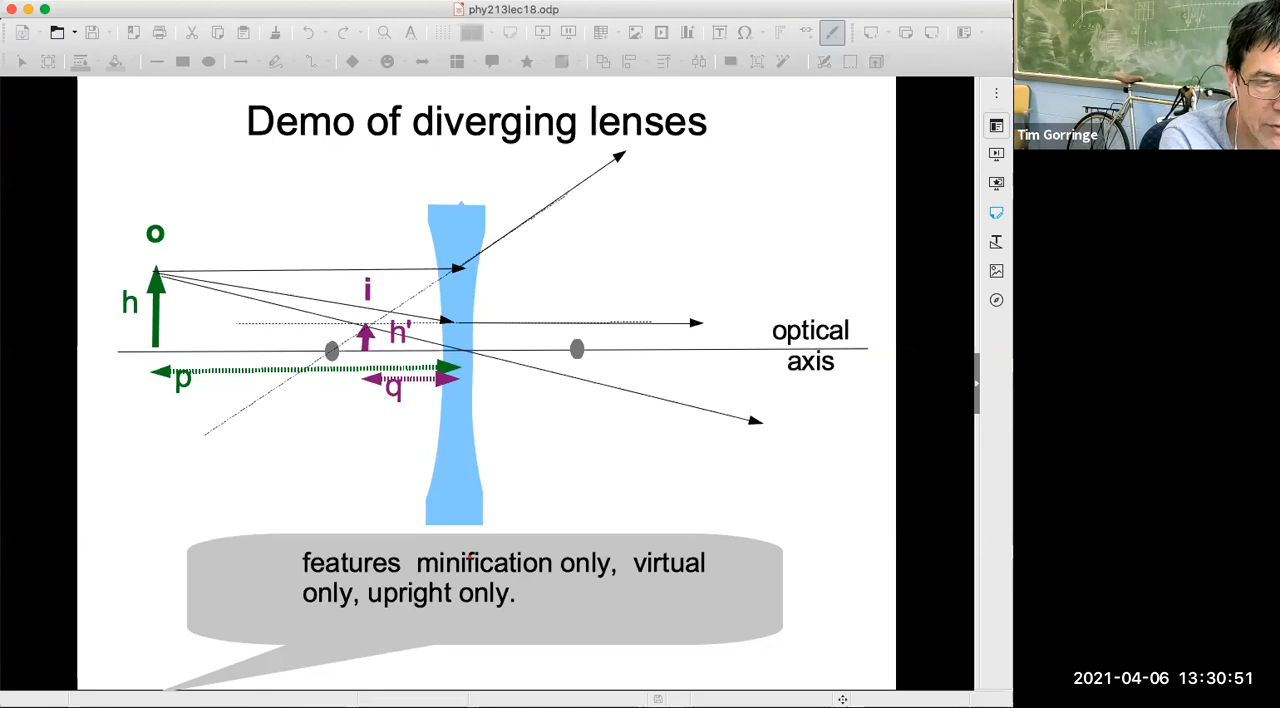 phy213lec18.odp
Tim Gorringe
Demo of diverging lenses
o
h
i
h'
p
q
optical
axis
features minification only, virtual
only, upright only.
2021-04-06 13:30:51